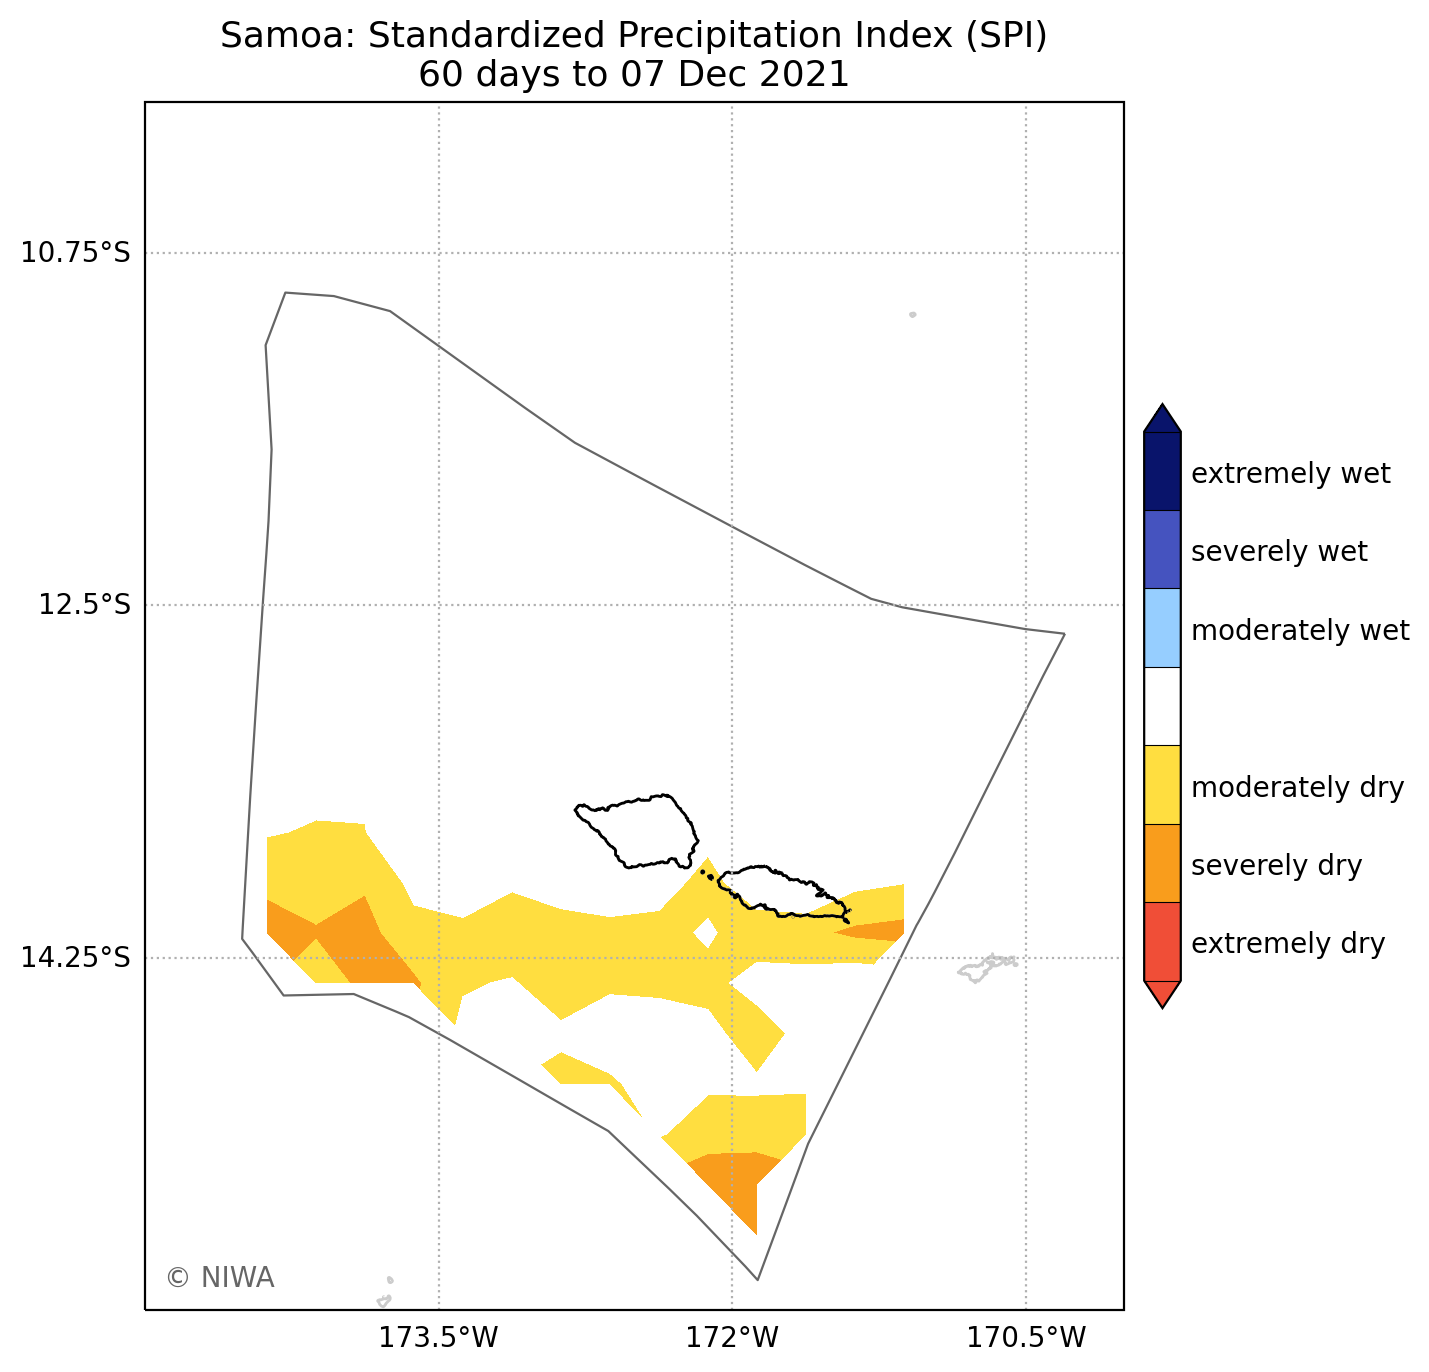 Samoa: Standardized Precipitation Index (SPI)
60 days to 07 Dec 2021
10.75°S
12.5°S
14.25°S
173.5°W
172°W
170.5°W
extremely wet
severely wet
moderately wet
moderately dry
severely dry
extremely dry
© NIWA